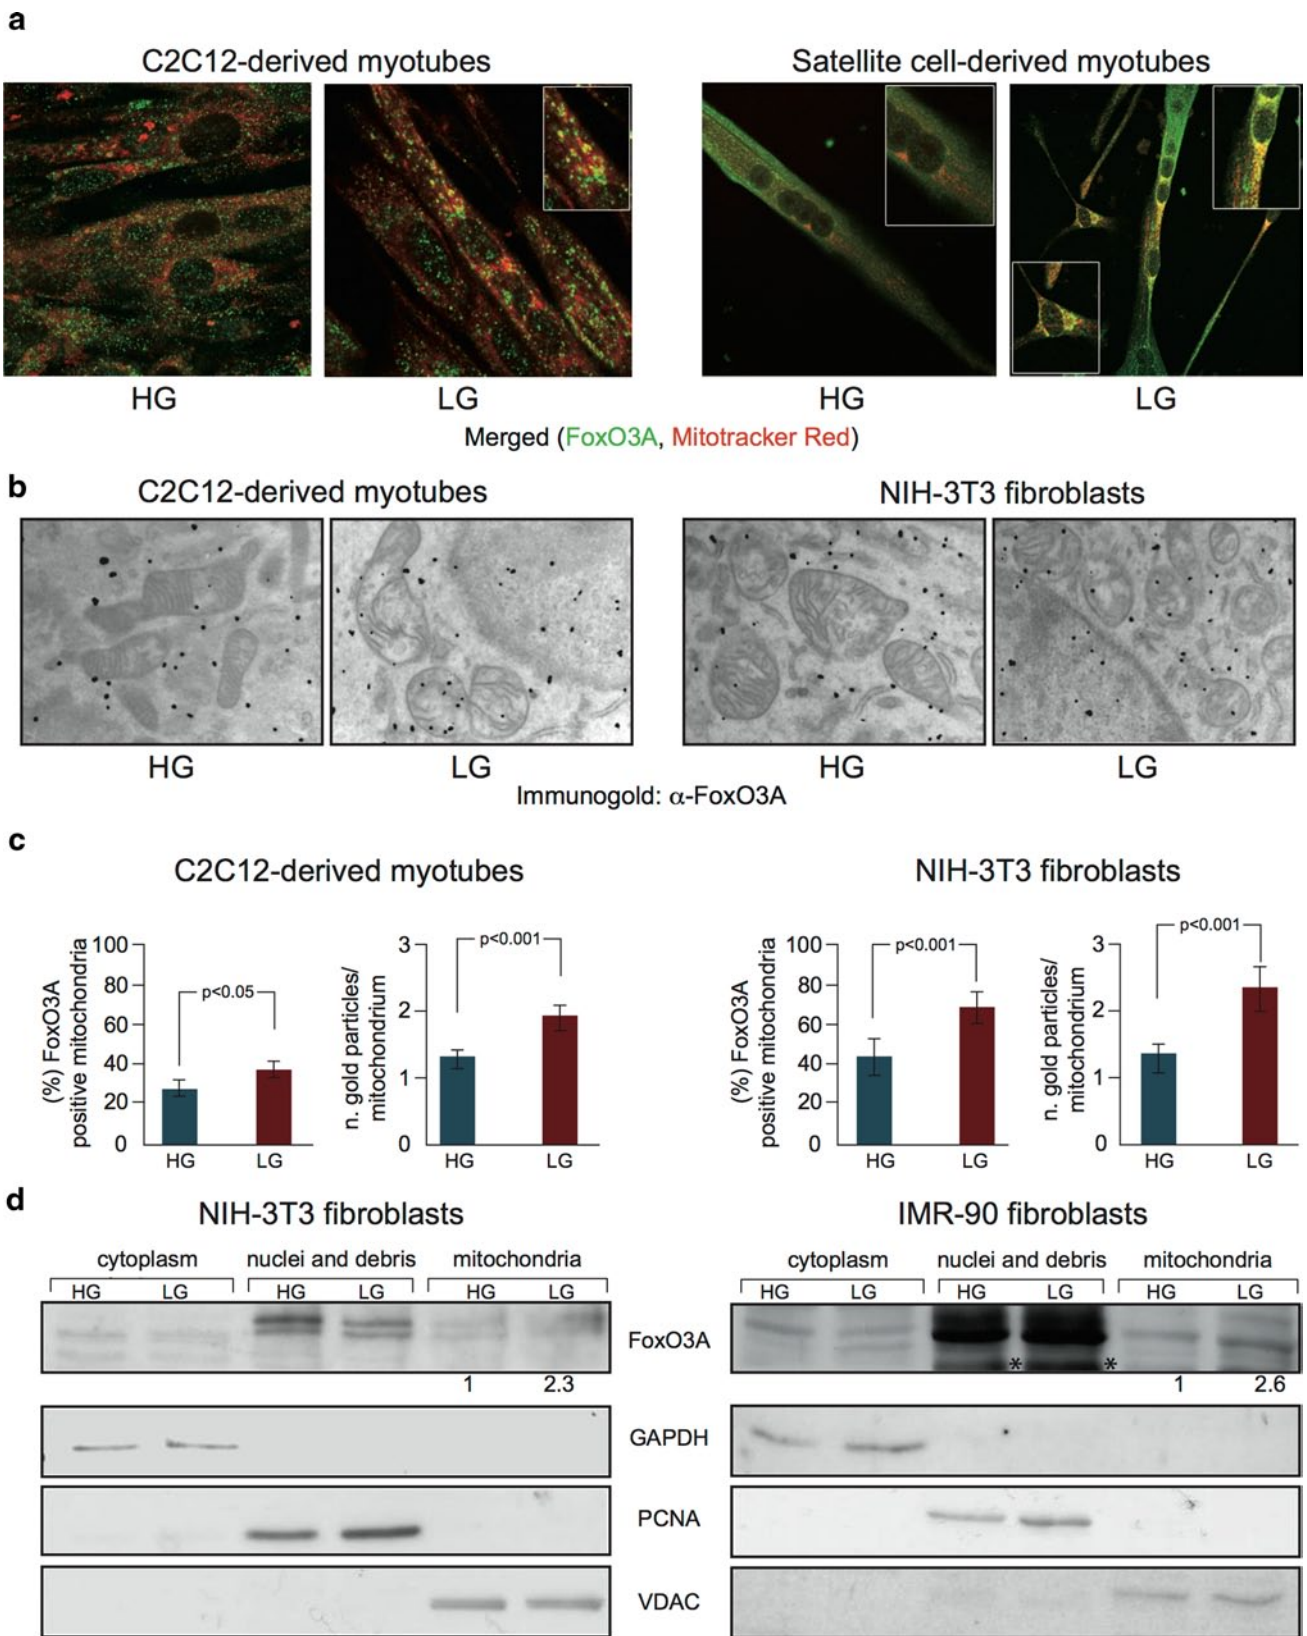 a
C2C12-derived myotubes
Satellite cell-derived myotubes
HG
LG
HG
LG
Merged (FoxO3A, Mitotracker Red)
b
C2C12-derived myotubes
NIH-3T3 fibroblasts
HG
LG
HG
LG
Immunogold: α-FoxO3A
c
C2C12-derived myotubes
NIH-3T3 fibroblasts
(%) FoxO3A
positive mitochondria
100
80
60
40
20
0
p<0.05
HG
LG
n. gold particles/
mitochondrium
3
2
1
0
p<0.001
HG
LG
(%) FoxO3A
positive mitochondria
100
80
60
40
20
0
p<0.001
HG
LG
n. gold particles/
mitochondrium
3
2
1
0
p<0.001
HG
LG
d
NIH-3T3 fibroblasts
IMR-90 fibroblasts
cytoplasm
nuclei and debris
mitochondria
HG
LG
HG
LG
HG
LG
cytoplasm
nuclei and debris
mitochondria
HG
LG
HG
LG
HG
LG
FoxO3A
* *
1 2.3
1 2.6
GAPDH
PCNA
VDAC